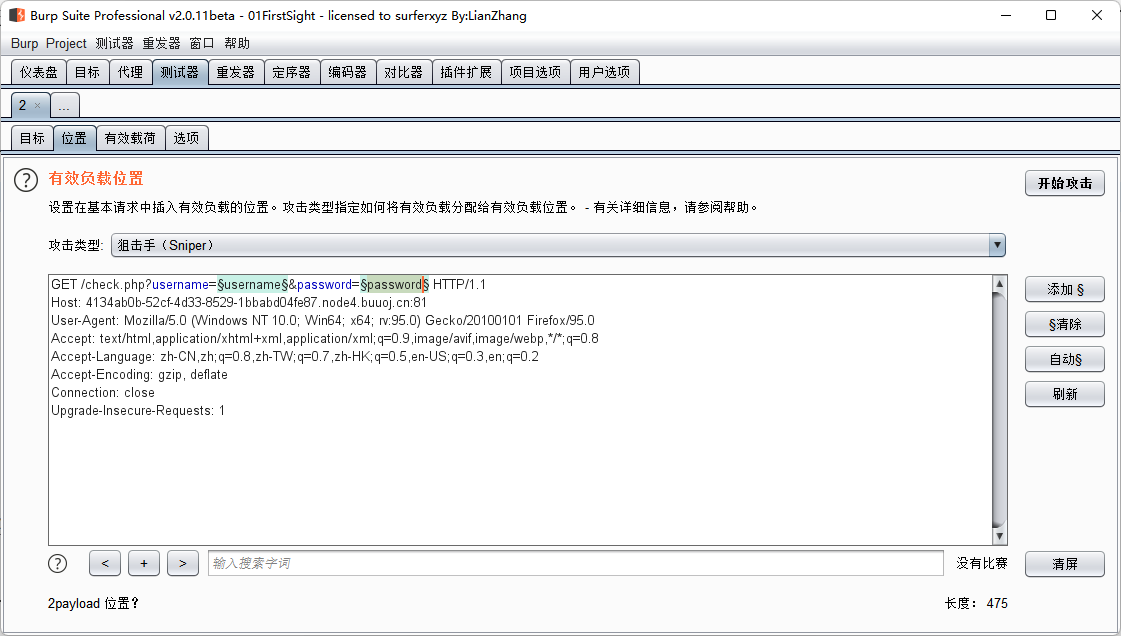 Burp Suite Professional v2.0.11beta - 01FirstSight - licensed to surferxyz By:LianZhang
Burp Project 测试器 重发器 窗口 帮助
仪表盘 目标 代理 测试器 重发器 定序器 编码器 对比器 插件扩展 项目选项 用户选项
2 × ...
目标 位置 有效载荷 选项
? 有效负载位置
开始攻击
设置在基本请求中插入有效负载的位置。攻击类型指定如何将有效负载分配给有效负载位置。 - 有关详细信息，请参阅帮助。
攻击类型: 狙击手（Sniper）
GET /check.php?username=§username§&password=§password§ HTTP/1.1
Host: 4134ab0b-52cf-4d33-8529-1bbabd04fe87.node4.buuoj.cn:81
User-Agent: Mozilla/5.0 (Windows NT 10.0; Win64; x64; rv:95.0) Gecko/20100101 Firefox/95.0
Accept: text/html,application/xhtml+xml,application/xml;q=0.9,image/avif,image/webp,*/*;q=0.8
Accept-Language: zh-CN,zh;q=0.8,zh-TW;q=0.7,zh-HK;q=0.5,en-US;q=0.3,en;q=0.2
Accept-Encoding: gzip, deflate
Connection: close
Upgrade-Insecure-Requests: 1
添加 §
§清除
自动§
刷新
? < + > 输入搜索字词 没有比赛 清屏
2payload 位置？ 长度： 475